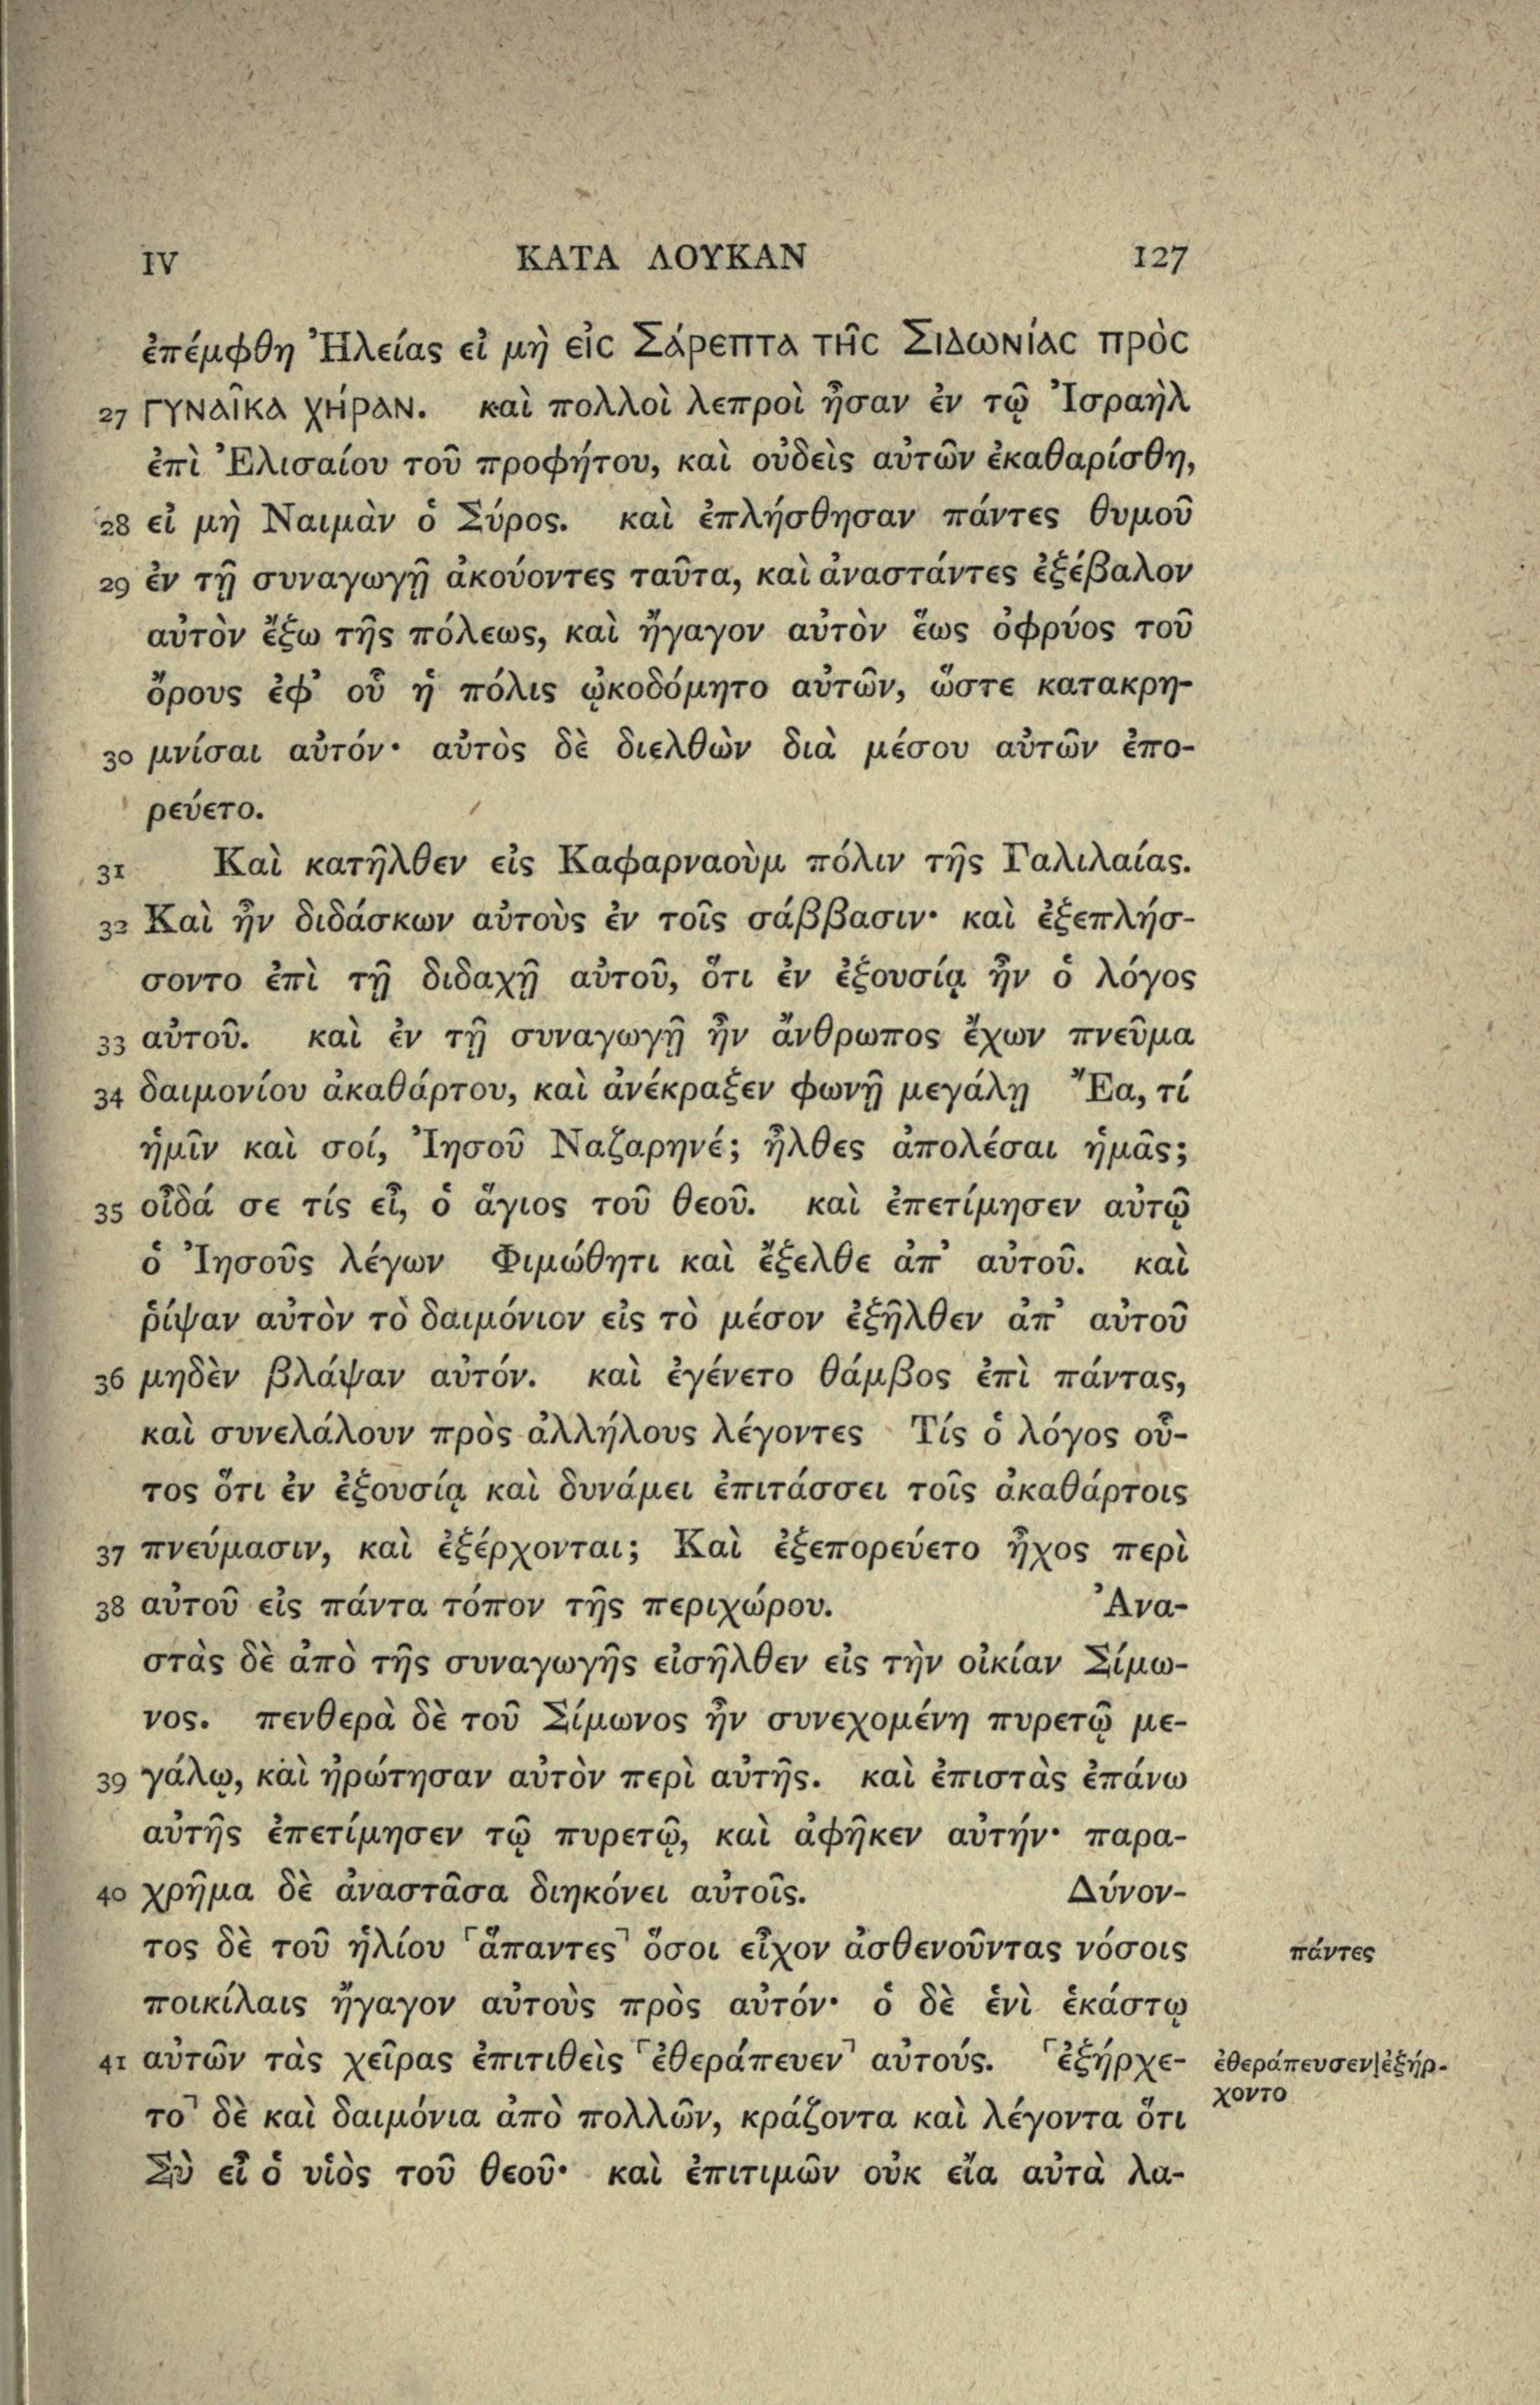 IV ΚΑΤΑ ΛΟΥΚΑΝ 127
ἐπέμφθη Ἠλείας εἰ μὴ εἰς Σάρεπτα τῆς Σιδωνίας πρὸς
27 γυναῖκα χήραν. καὶ πολλοὶ λεπροὶ ἦσαν ἐν τῷ Ἰσραὴλ
ἐπὶ Ἐλισαίου τοῦ προφήτου, καὶ οὐδεὶς αὐτῶν ἐκαθαρίσθη,
28 εἰ μὴ Ναιμὰν ὁ Σύρος. καὶ ἐπλήσθησαν πάντες θυμοῦ
29 ἐν τῇ συναγωγῇ ἀκούοντες ταῦτα, καὶ ἀναστάντες ἐξέβαλον
αὐτὸν ἔξω τῆς πόλεως, καὶ ἤγαγον αὐτὸν ἕως ὀφρύος τοῦ
ὄρους ἐφ' οὗ ἡ πόλις ᾠκοδόμητο αὐτῶν, ὥστε κατακρη-
30 μνίσαι αὐτόν· αὐτὸς δὲ διελθὼν διὰ μέσου αὐτῶν ἐπο-
ρεύετο.
31 Καὶ κατῆλθεν εἰς Καφαρναοὺμ πόλιν τῆς Γαλιλαίας.
32 Καὶ ἦν διδάσκων αὐτοὺς ἐν τοῖς σάββασιν· καὶ ἐξεπλήσ-
σοντο ἐπὶ τῇ διδαχῇ αὐτοῦ, ὅτι ἐν ἐξουσίᾳ ἦν ὁ λόγος
33 αὐτοῦ. καὶ ἐν τῇ συναγωγῇ ἦν ἄνθρωπος ἔχων πνεῦμα
34 δαιμονίου ἀκαθάρτου, καὶ ἀνέκραξεν φωνῇ μεγάλῃ Ἔα, τί
ἡμῖν καὶ σοί, Ἰησοῦ Ναζαρηνέ; ἦλθες ἀπολέσαι ἡμᾶς;
35 οἶδά σε τίς εἶ, ὁ ἅγιος τοῦ θεοῦ. καὶ ἐπετίμησεν αὐτῷ
ὁ Ἰησοῦς λέγων Φιμώθητι καὶ ἔξελθε ἀπ' αὐτοῦ. καὶ
ῥίψαν αὐτὸν τὸ δαιμόνιον εἰς τὸ μέσον ἐξῆλθεν ἀπ' αὐτοῦ
36 μηδὲν βλάψαν αὐτόν. καὶ ἐγένετο θάμβος ἐπὶ πάντας,
καὶ συνελάλουν πρὸς ἀλλήλους λέγοντες Τίς ὁ λόγος οὗ-
τος ὅτι ἐν ἐξουσίᾳ καὶ δυνάμει ἐπιτάσσει τοῖς ἀκαθάρτοις
37 πνεύμασιν, καὶ ἐξέρχονται; Καὶ ἐξεπορεύετο ἦχος περὶ
38 αὐτοῦ εἰς πάντα τόπον τῆς περιχώρου. Ἀνα-
στὰς δὲ ἀπὸ τῆς συναγωγῆς εἰσῆλθεν εἰς τὴν οἰκίαν Σίμω-
νος. πενθερὰ δὲ τοῦ Σίμωνος ἦν συνεχομένη πυρετῷ με-
39 γάλῳ, καὶ ἠρώτησαν αὐτὸν περὶ αὐτῆς. καὶ ἐπιστὰς ἐπάνω
αὐτῆς ἐπετίμησεν τῷ πυρετῷ, καὶ ἀφῆκεν αὐτήν· παρα-
40 χρῆμα δὲ ἀναστᾶσα διηκόνει αὐτοῖς. Δύνον-
τος δὲ τοῦ ἡλίου ⌜ἅπαντες⌝ ὅσοι εἶχον ἀσθενοῦντας νόσοις πάντες
ποικίλαις ἤγαγον αὐτοὺς πρὸς αὐτόν· ὁ δὲ ἑνὶ ἑκάστῳ
41 αὐτῶν τὰς χεῖρας ἐπιτιθεὶς ⌜ἐθεράπευεν⌝ αὐτούς. ⌜ἐξήρχε- ἐθεράπευσεν|ἐξήρ-
χοντο
το⌝ δὲ καὶ δαιμόνια ἀπὸ πολλῶν, κράζοντα καὶ λέγοντα ὅτι
Σὺ εἶ ὁ υἱὸς τοῦ θεοῦ· καὶ ἐπιτιμῶν οὐκ εἴα αὐτὰ λα-